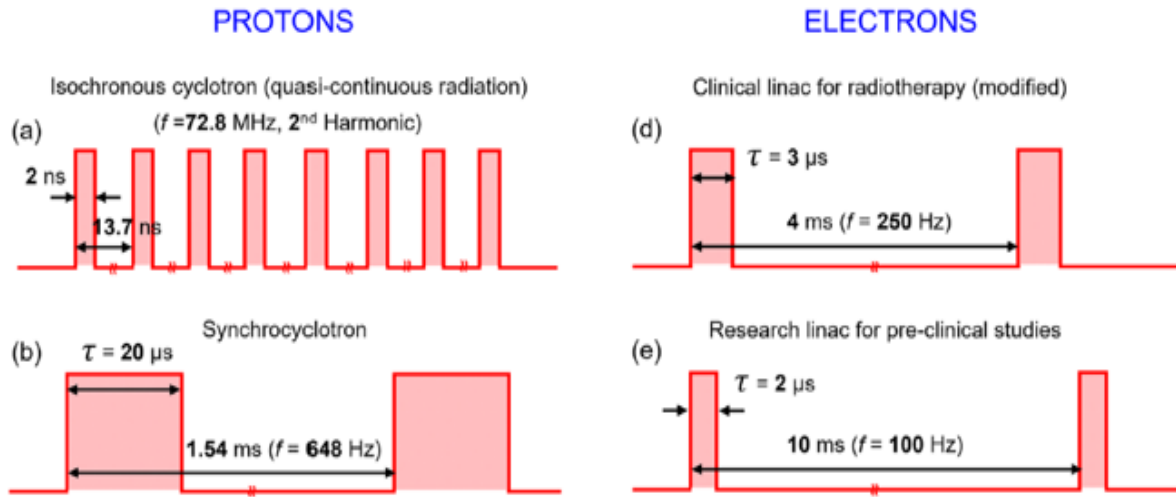 PROTONS
ELECTRONS
Isochronous cyclotron (quasi-continuous radiation)
(f =72.8 MHz, 2nd Harmonic)
(a)
2 ns
13.7 ns
Clinical linac for radiotherapy (modified)
(d)
τ = 3 µs
4 ms (f = 250 Hz)
Synchrocyclotron
(b)
τ = 20 µs
1.54 ms (f = 648 Hz)
Research linac for pre-clinical studies
(e)
τ = 2 µs
10 ms (f = 100 Hz)